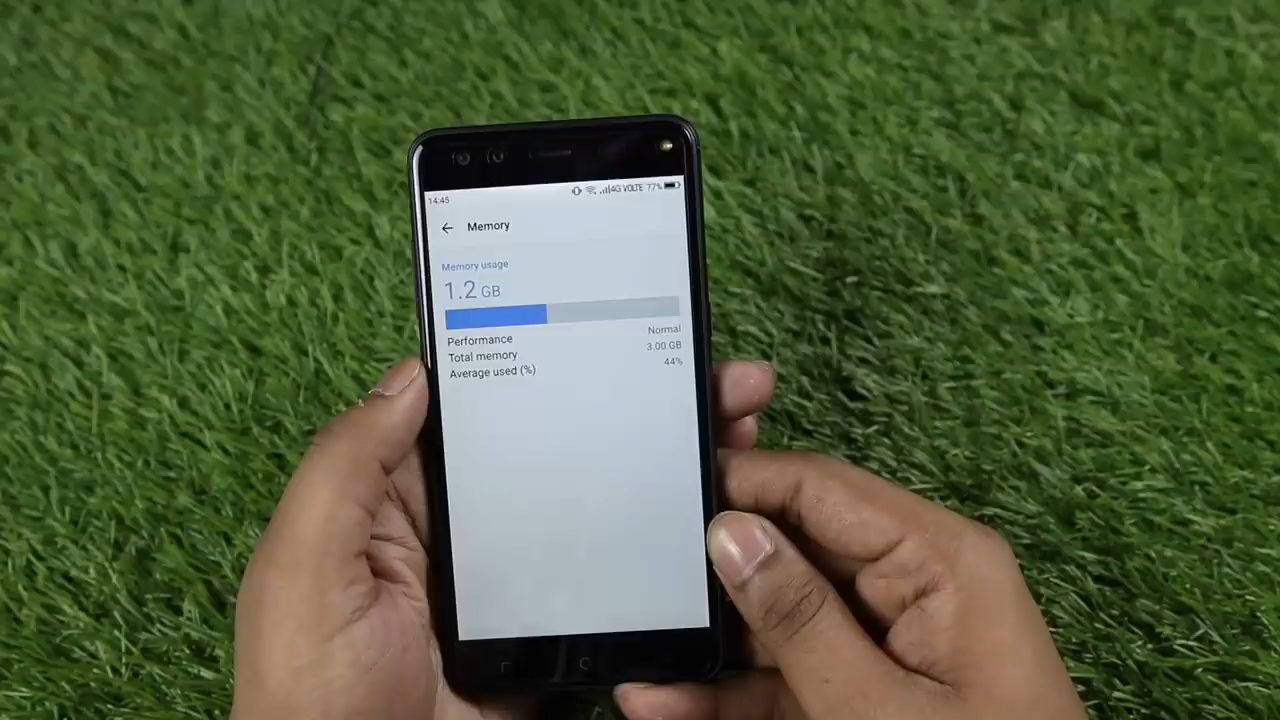 14:45 4G VOLTE 77%
Memory
Memory usage
1.2 GB
Performance Normal
Total memory 3.00 GB
Average used (%) 44%